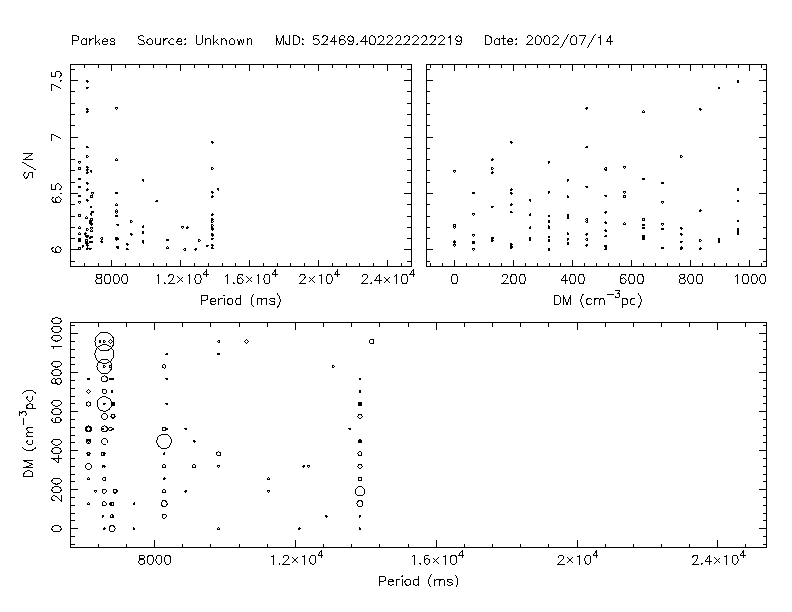 Parkes Source: Unknown MJD: 52469.402222222219 Date: 2002/07/14
7.5
7
6.5
6
S/N
8000 1.2×10⁴ 1.6×10⁴ 2×10⁴ 2.4×10⁴
Period (ms)
0 200 400 600 800 1000
DM (cm⁻³pc)
1000
800
600
400
200
0
DM (cm⁻³pc)
8000 1.2×10⁴ 1.6×10⁴ 2×10⁴ 2.4×10⁴
Period (ms)